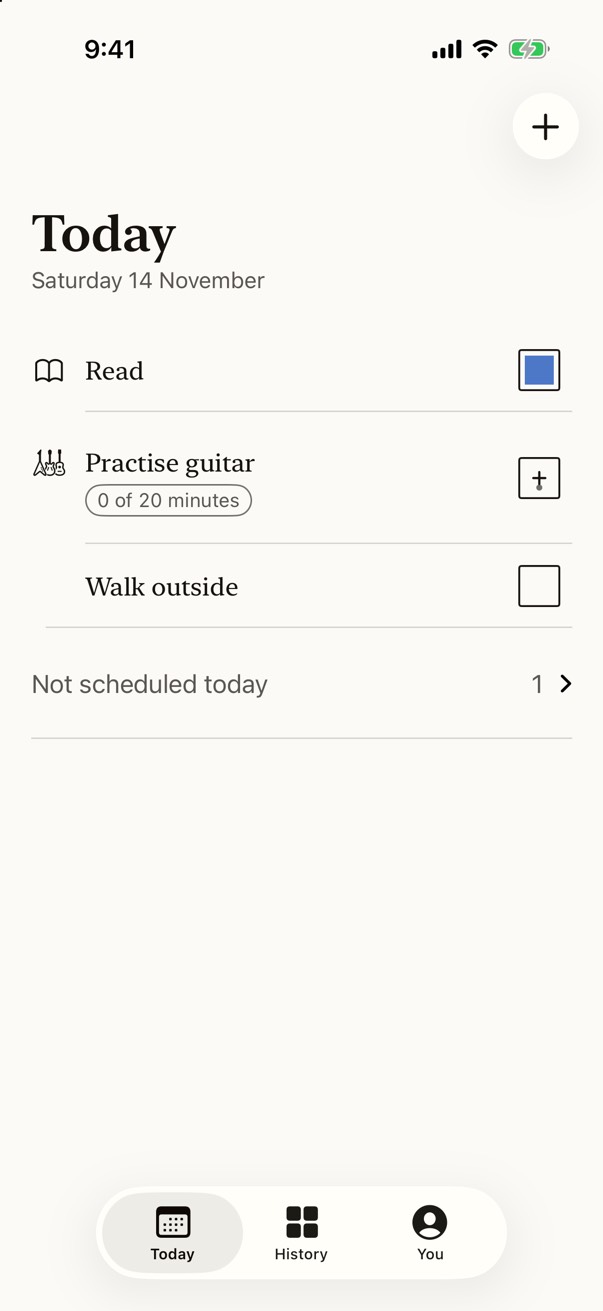 9:41
Today
Saturday 14 November
Read
Practise guitar
0 of 20 minutes
Walk outside
Not scheduled today 1
Today
History
You